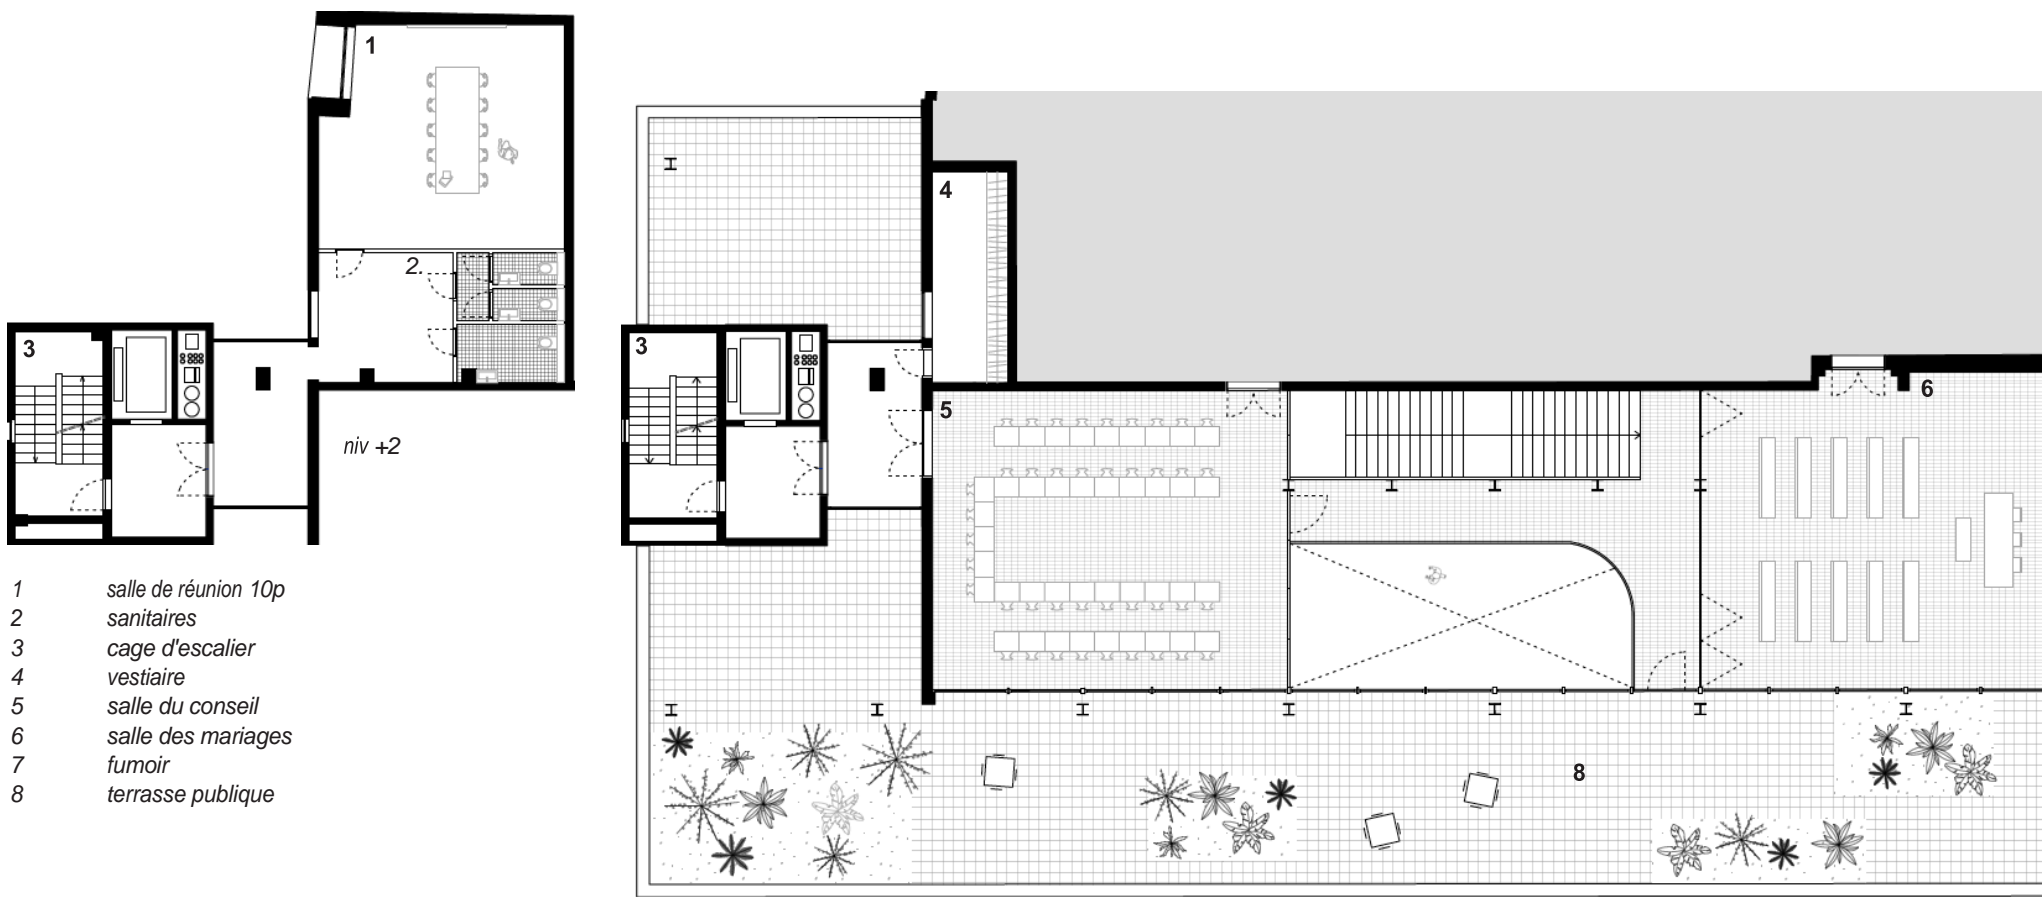 1
2.
3
niv +2
4
3
5
6
8
1 salle de réunion 10p
2 sanitaires
3 cage d'escalier
4 vestiaire
5 salle du conseil
6 salle des mariages
7 fumoir
8 terrasse publique